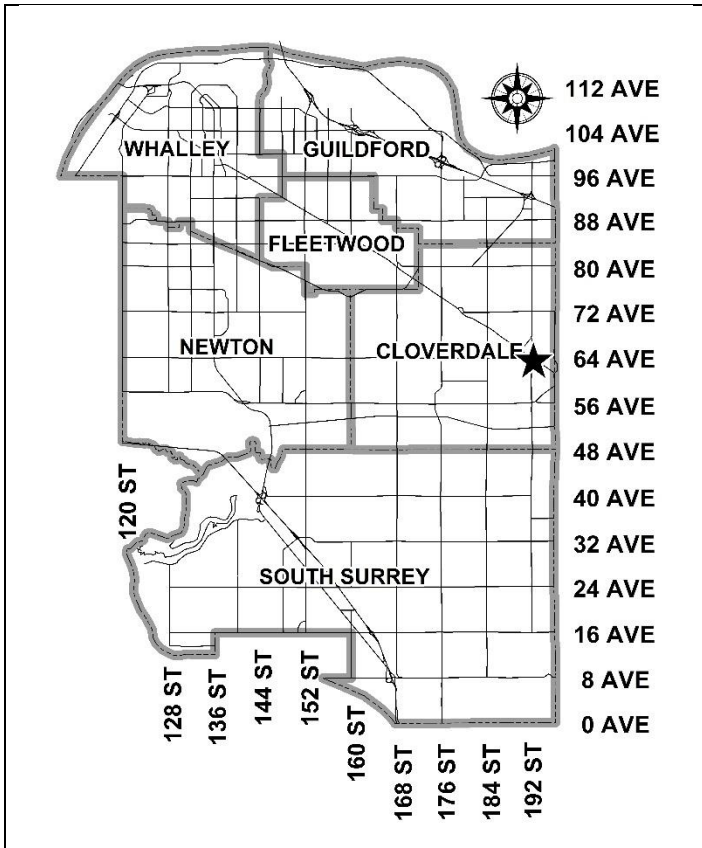 112 AVE
104 AVE
WHALLEY
GUILDFORD
96 AVE
88 AVE
FLEETWOOD
80 AVE
72 AVE
NEWTON
CLOVERDALE
64 AVE
56 AVE
48 AVE
120 ST
40 AVE
32 AVE
SOUTH SURREY
24 AVE
16 AVE
8 AVE
0 AVE
128 ST
136 ST
144 ST
152 ST
160 ST
168 ST
176 ST
184 ST
192 ST